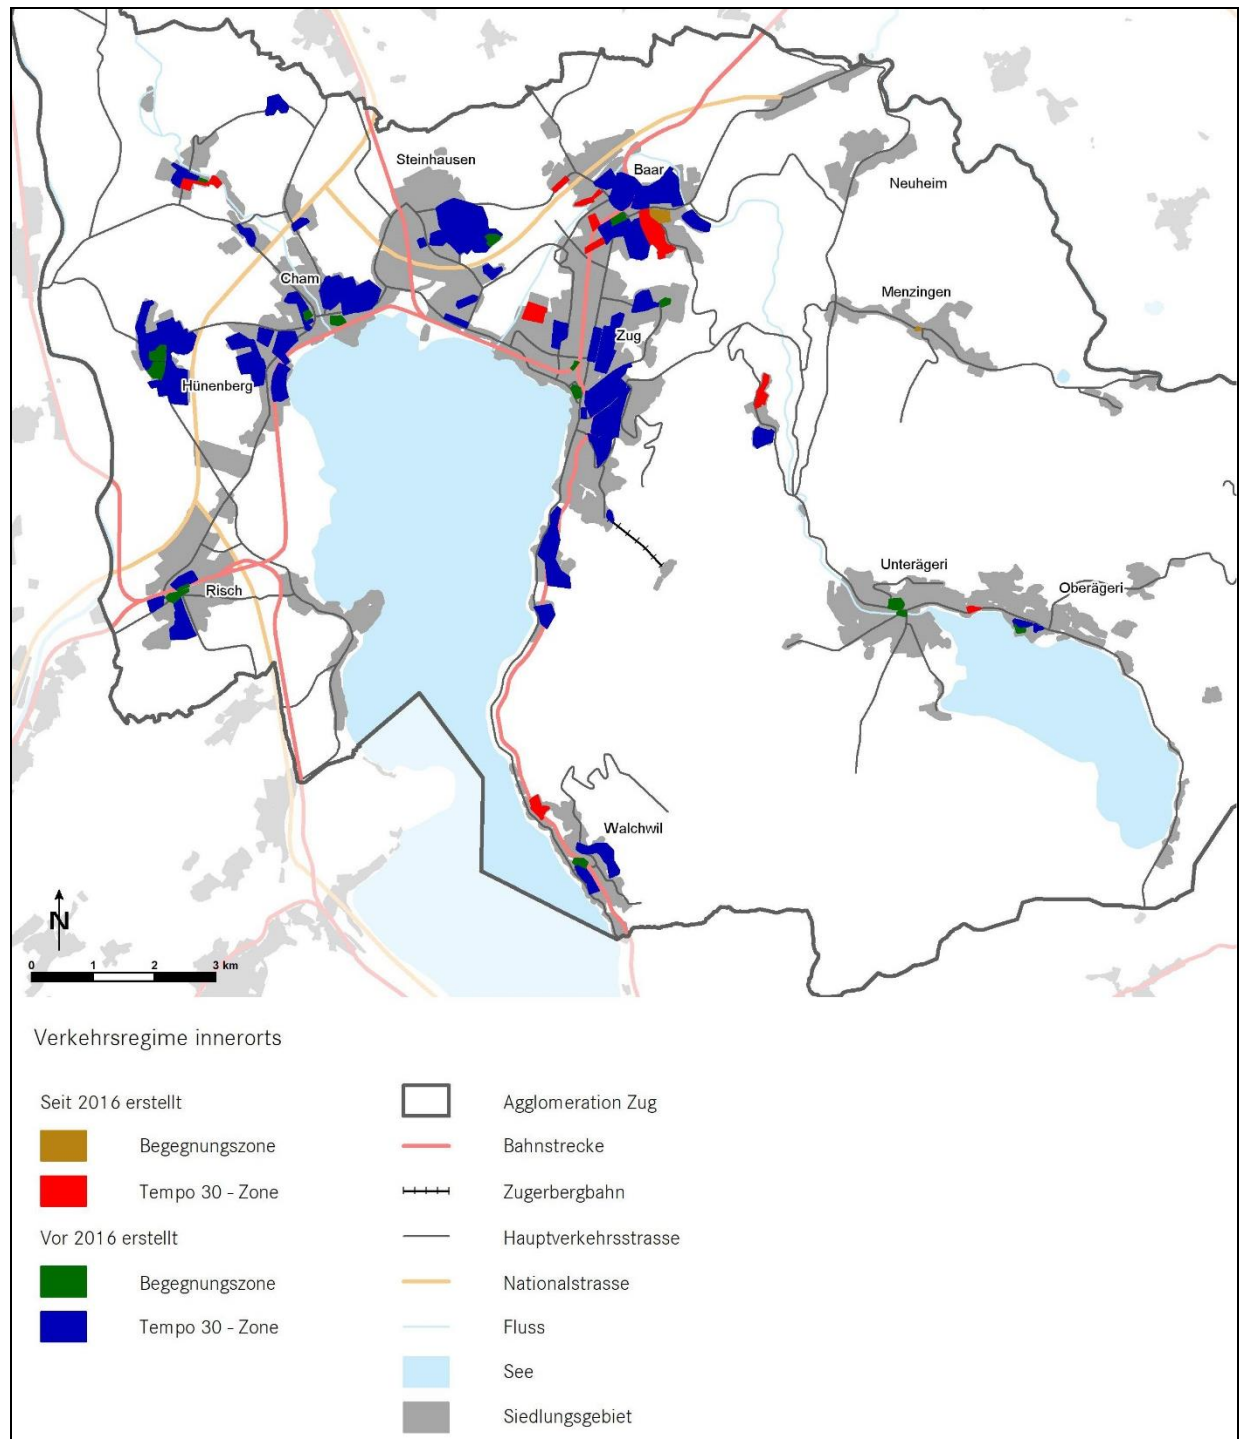 Steinhausen
Baar
Neuheim
Cham
Menzingen
Zug
Hünenberg
Unterägeri
Oberägeri
Risch
Walchwil
N
0 1 2 3 km
Verkehrsregime innerorts
Seit 2016 erstellt
Begegnungszone
Tempo 30 - Zone
Vor 2016 erstellt
Begegnungszone
Tempo 30 - Zone
Agglomeration Zug
Bahnstrecke
Zugerbergbahn
Hauptverkehrsstrasse
Nationalstrasse
Fluss
See
Siedlungsgebiet